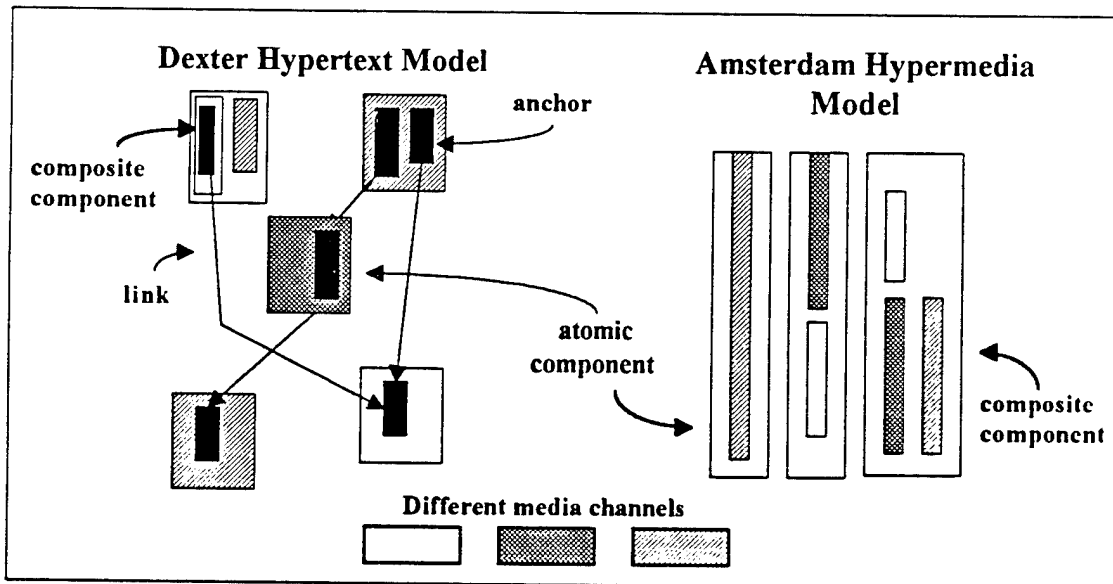 Dexter Hypertext Model
Amsterdam Hypermedia
Model
anchor
composite
component
link
atomic
component
composite
component
Different media channels